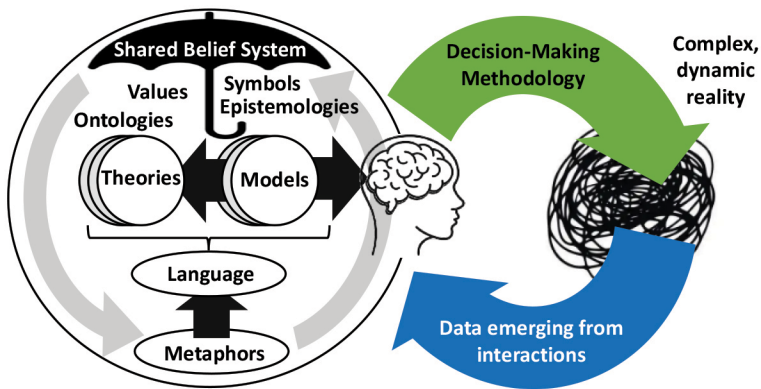 Shared Belief System
Values
Symbols
Ontologies
Epistemologies
Theories
Models
Language
Metaphors
Decision-Making
Methodology
Complex,
dynamic
reality
Data emerging from
interactions